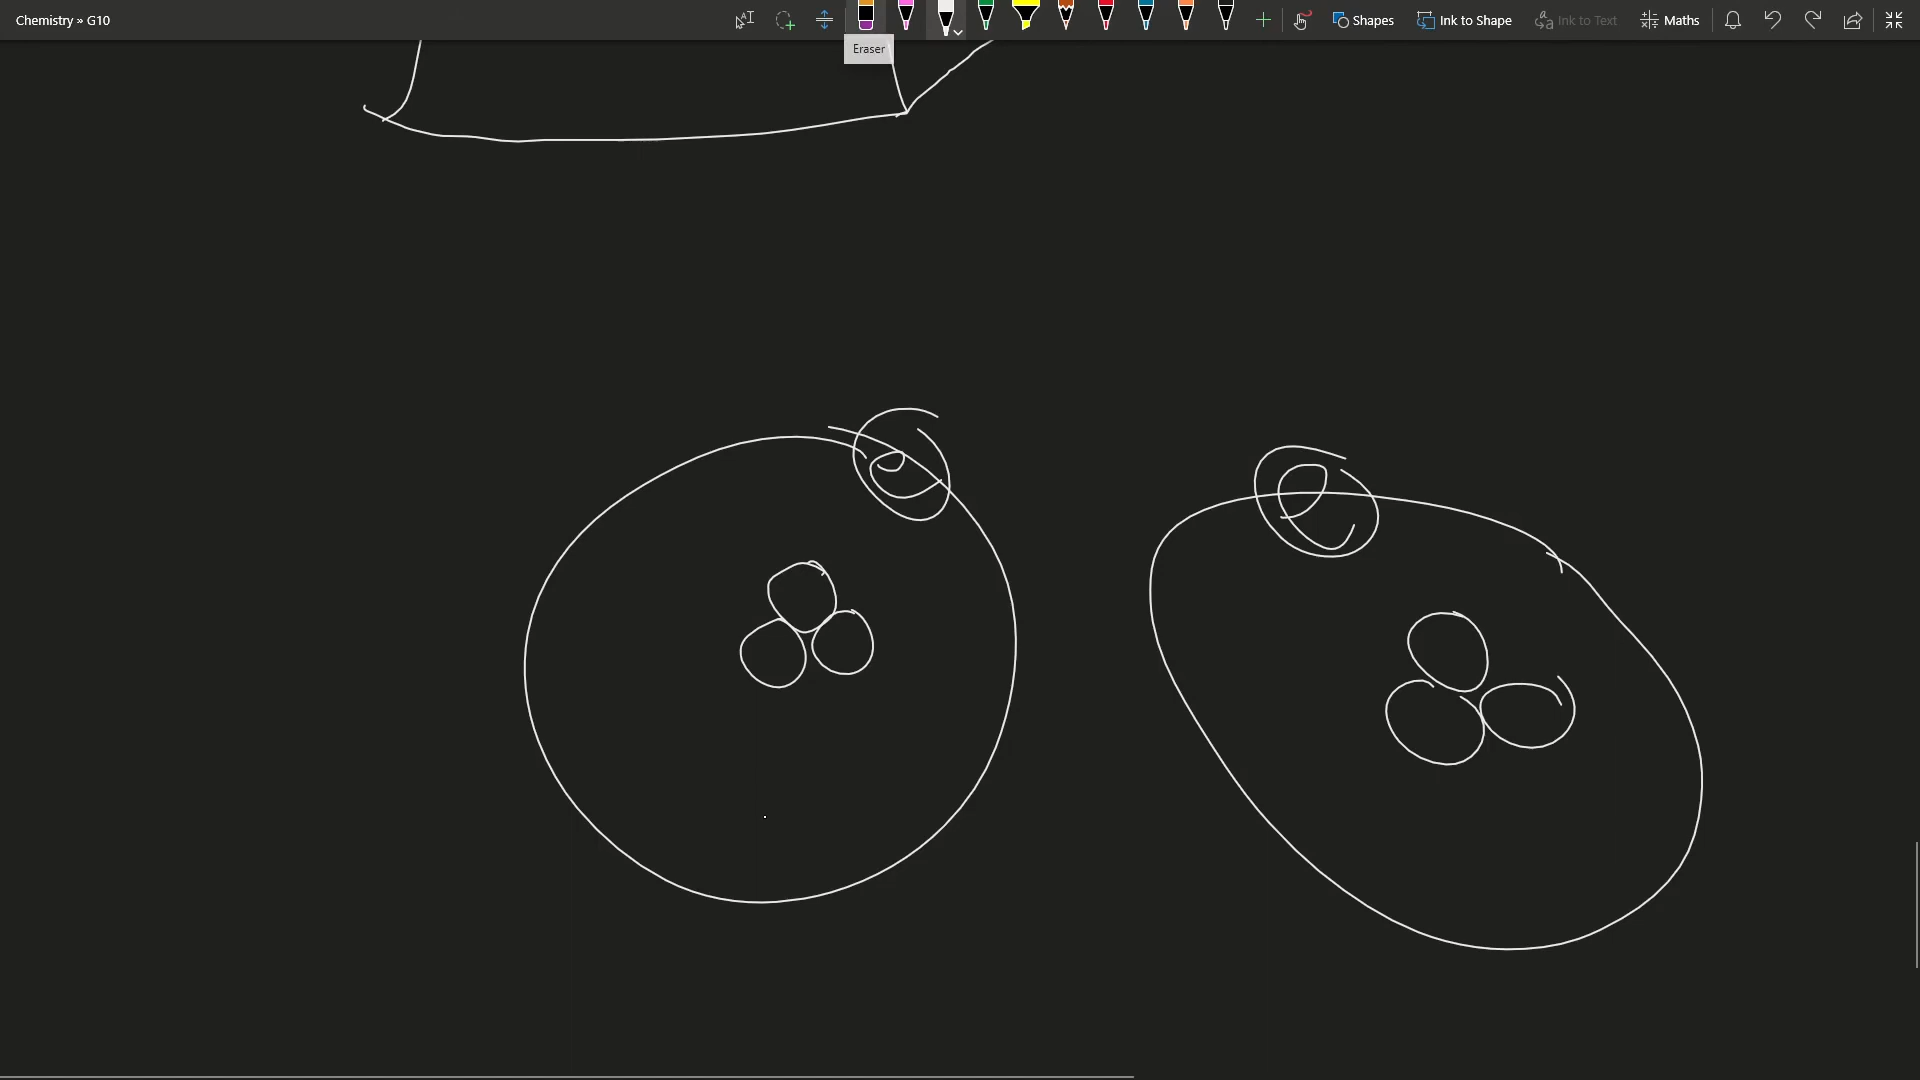 Chemistry » G10
Shapes
Ink to Shape
Ink to Text
Maths
Eraser